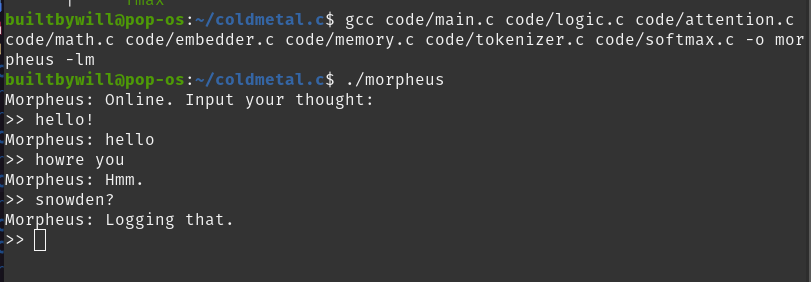 builtbywill@pop-os:~/coldmetal.c$ gcc code/main.c code/logic.c code/attention.c
code/math.c code/embedder.c code/memory.c code/tokenizer.c code/softmax.c -o mor
pheus -lm
builtbywill@pop-os:~/coldmetal.c$ ./morpheus
Morpheus: Online. Input your thought:
>> hello!
Morpheus: hello
>> howre you
Morpheus: Hmm.
>> snowden?
Morpheus: Logging that.
>>